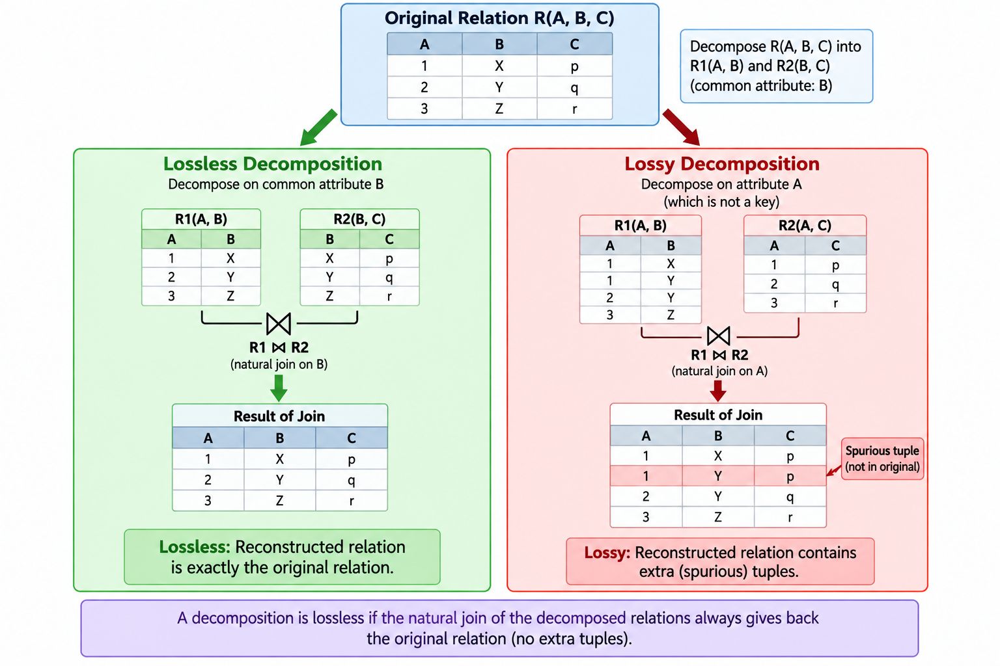 Original Relation R(A, B, C)
A B C
1 X p
2 Y q
3 Z r
Decompose R(A, B, C) into
R1(A, B) and R2(B, C)
(common attribute: B)
Lossless Decomposition
Decompose on common attribute B
R1(A, B)
A B
1 X
2 Y
3 Z
R2(B, C)
B C
X p
Y q
Z r
R1 ⋈ R2
(natural join on B)
Result of Join
A B C
1 X p
2 Y q
3 Z r
Lossless: Reconstructed relation
is exactly the original relation.
Lossy Decomposition
Decompose on attribute A
(which is not a key)
R1(A, B)
A B
1 X
1 Y
2 Y
3 Z
R2(A, C)
A C
1 p
2 q
3 r
R1 ⋈ R2
(natural join on A)
Result of Join
A B C
1 X p
1 Y p
2 Y q
3 Z r
Spurious tuple
(not in original)
Lossy: Reconstructed relation contains
extra (spurious) tuples.
A decomposition is lossless if the natural join of the decomposed relations always gives back
the original relation (no extra tuples).